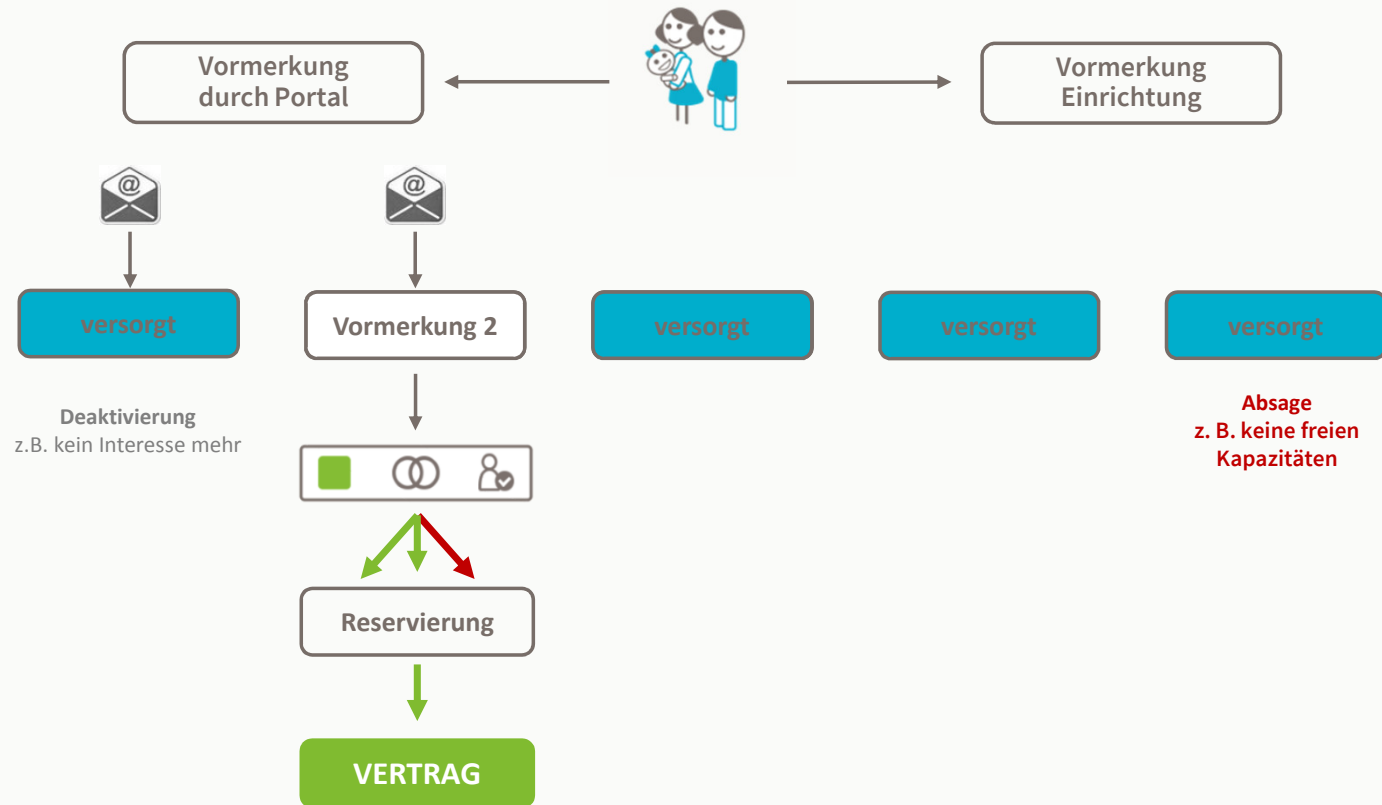 Vormerkung
durch Portal
Vormerkung
Einrichtung
@
@
versorgt
Vormerkung 2
versorgt
versorgt
versorgt
Deaktivierung
z.B. kein Interesse mehr
Absage
z. B. keine freien
Kapazitäten
Reservierung
VERTRAG